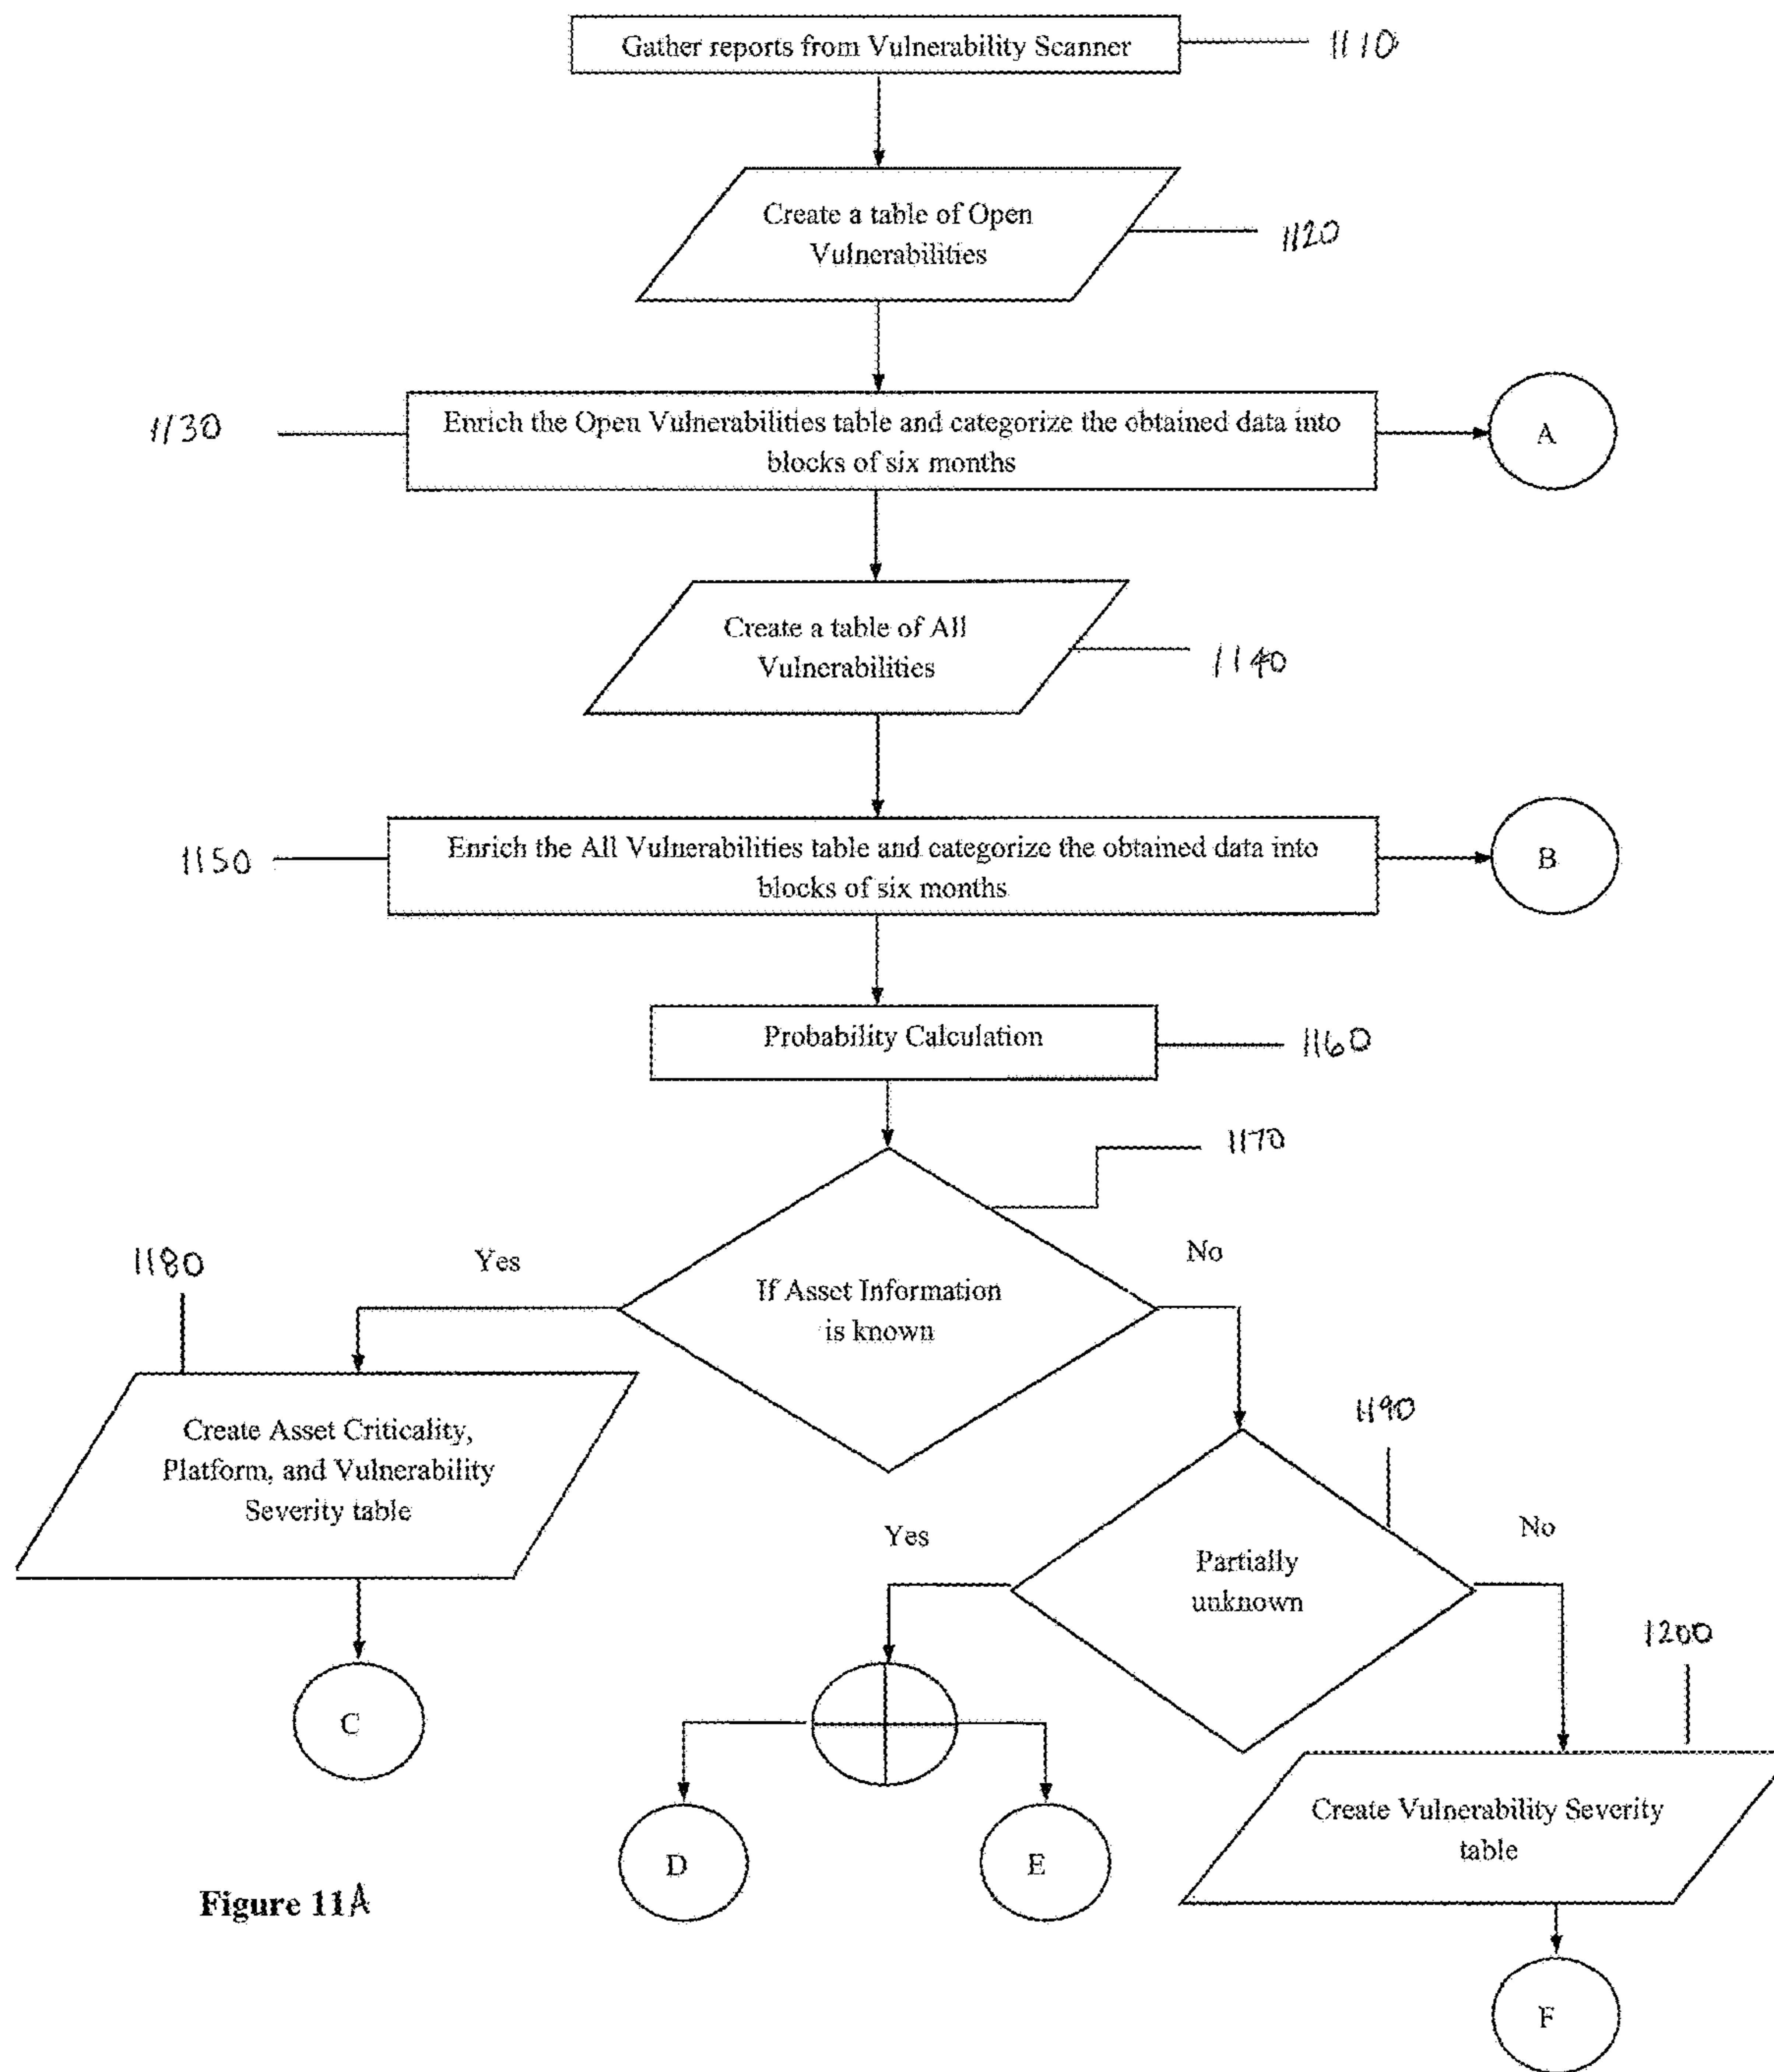 Gather reports from Vulnerability Scanner
1110
Create a table of Open
Vulnerabilities
1120
1130
Enrich the Open Vulnerabilities table and categorize the obtained data into
blocks of six months
A
Create a table of All
Vulnerabilities
1140
1150
Enrich the All Vulnerabilities table and categorize the obtained data into
blocks of six months
B
Probability Calculation
1160
1170
1180
Yes
No
If Asset Information
is known
Create Asset Criticality,
Platform, and Vulnerability
Severity table
1190
Yes
No
Partially
unknown
1200
C
D
E
Create Vulnerability Severity
table
Figure 11A
F